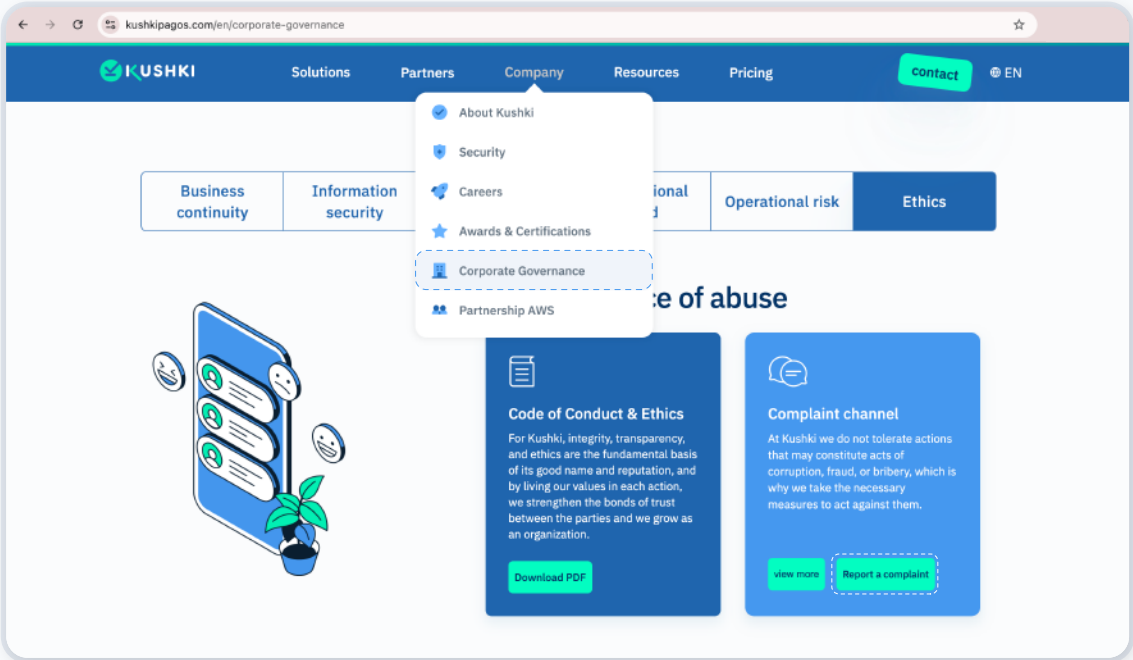 kushkipagos.com/en/corporate-governance
KUSHKI
Solutions
Partners
Company
Resources
Pricing
contact
EN
About Kushki
Security
Careers
Awards & Certifications
Corporate Governance
Partnership AWS
Business
continuity
Information
security
Operational risk
Ethics
of abuse
Code of Conduct & Ethics
For Kushki, integrity, transparency,
and ethics are the fundamental basis
of its good name and reputation, and
by living our values in each action,
we strengthen the bonds of trust
between the parties and we grow as
an organization.
Download PDF
Complaint channel
At Kushki we do not tolerate actions
that may constitute acts of
corruption, fraud, or bribery, which is
why we take the necessary
measures to act against them.
view more
Report a complaint